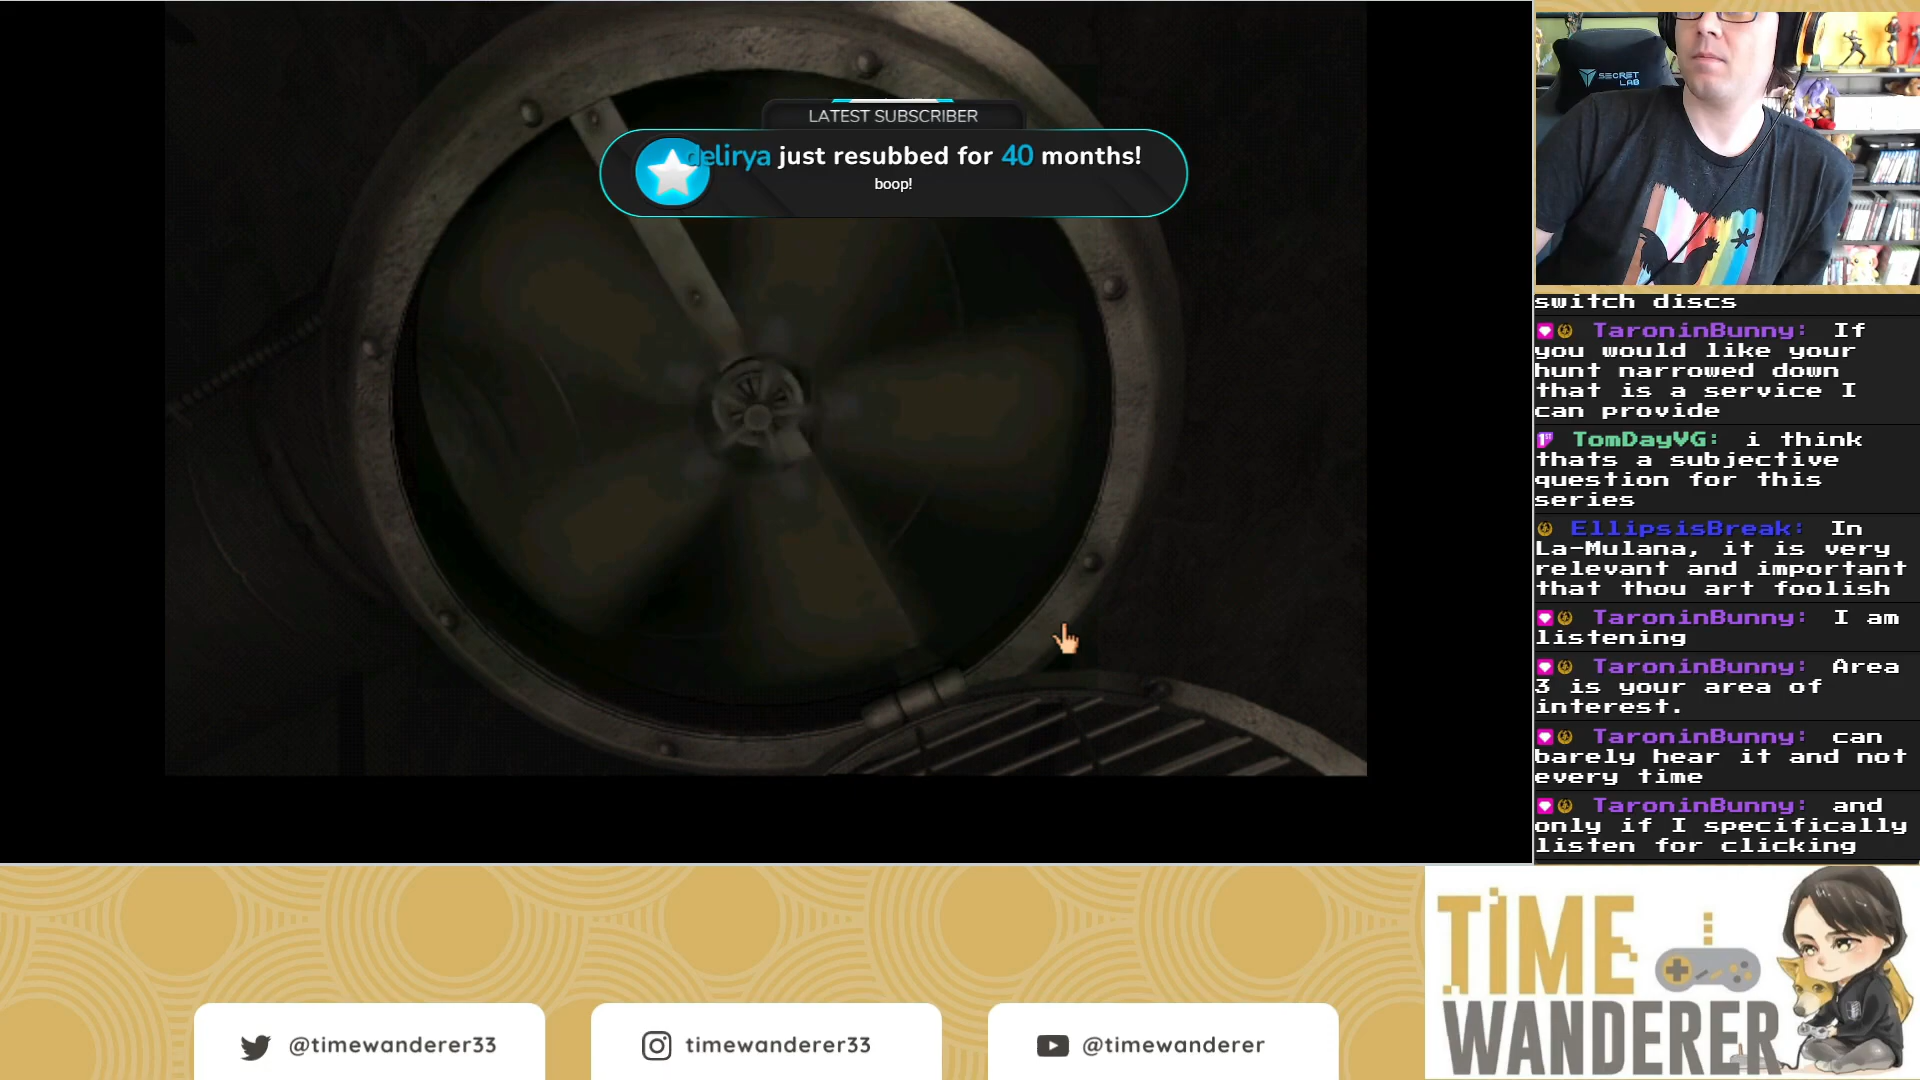 LATEST SUBSCRIBER
delirya just resubbed for 40 months!
boop!
SECRET
LAB
switch discs
TaroninBunny: If
you would like your
hunt narrowed down
that is a service I
can provide
1ST TomDayVG: i think
thats a subjective
question for this
series
EllipsisBreak: In
La-Mulana, it is very
relevant and important
that thou art foolish
TaroninBunny: I am
listening
TaroninBunny: Area
3 is your area of
interest.
TaroninBunny: can
barely hear it and not
every time
TaroninBunny: and
only if I specifically
listen for clicking
TIME
WANDERER
@timewanderer33
timewanderer33
@timewanderer